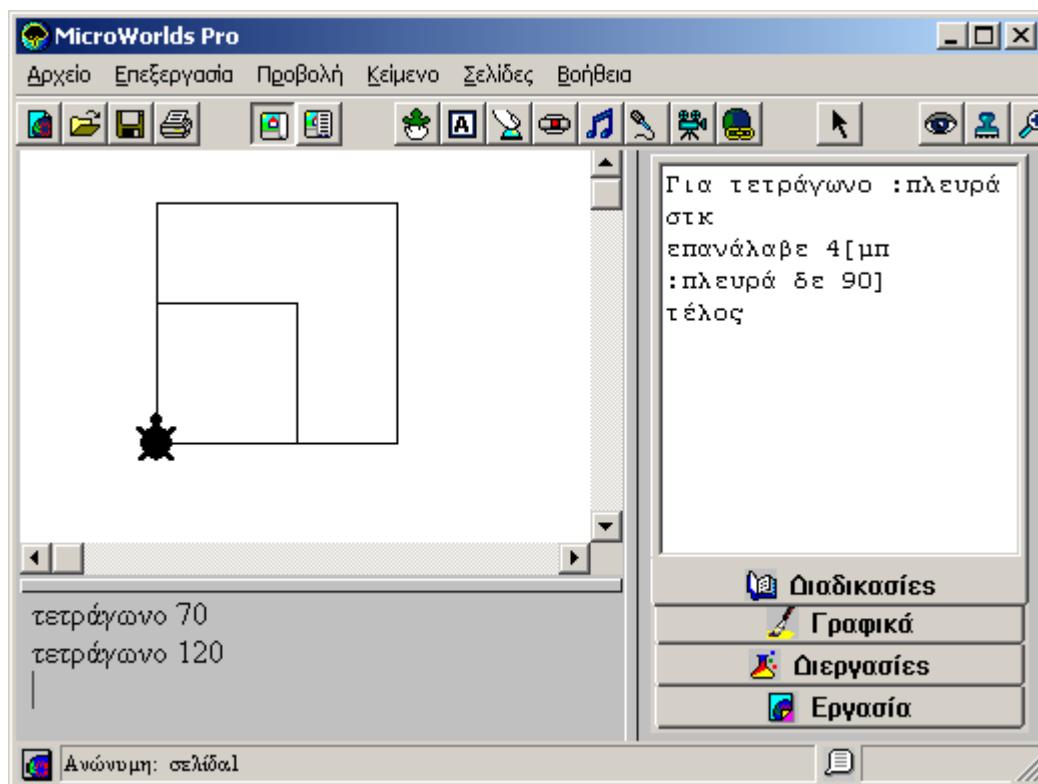 MicroWorlds Pro
Αρχείο Επεξεργασία Προβολή Κείμενο Σελίδες Βοήθεια
Για τετράγωνο :πλευρά
στκ
επανάλαβε 4[μπ
:πλευρά δε 90]
τέλος
τετράγωνο 70
τετράγωνο 120
Διαδικασίες
Γραφικά
Διεργασίες
Εργασία
Ανώνυμη: σελίδα1